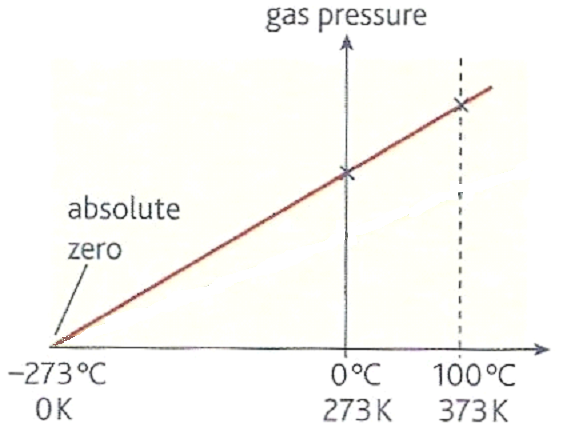 gas pressure
absolute
zero
–273 °C
0 K
0 °C
273 K
100 °C
373 K